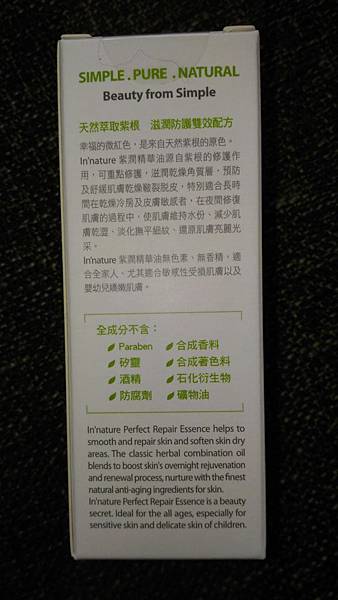 SIMPLE . PURE . NATURAL
Beauty from Simple
天然萃取紫根 滋潤防護雙效配方
幸福的微紅色，是來自天然紫根的原色。
In'nature 紫潤精華油源自紫根的修護作
用，可重點修護，滋潤乾燥角質層，預防
及舒緩肌膚乾燥皸裂脫皮，特別適合長時
間在乾燥冷房及皮膚敏感者，在夜間修復
肌膚的過程中，使肌膚維持水份、減少肌
膚乾澀、淡化撫平細紋、還原肌膚亮麗光
采。
In'nature 紫潤精華油無色素，無香精，適
合全家人、尤其適合敏感性受損肌膚以及
嬰幼兒嬌嫩肌膚。
全成分不含：
Paraben 合成香料
矽靈 合成著色料
酒精 石化衍生物
防腐劑 礦物油
In'nature Perfect Repair Essence helps to
smooth and repair skin and soften skin dry
areas. The classic herbal combination oil
blends to boost skin's overnight rejuvenation
and renewal process, nurture with the finest
natural anti-aging ingredients for skin.
In'nature Perfect Repair Essence is a beauty
secret. Ideal for the all ages, especially for
sensitive skin and delicate skin of children.